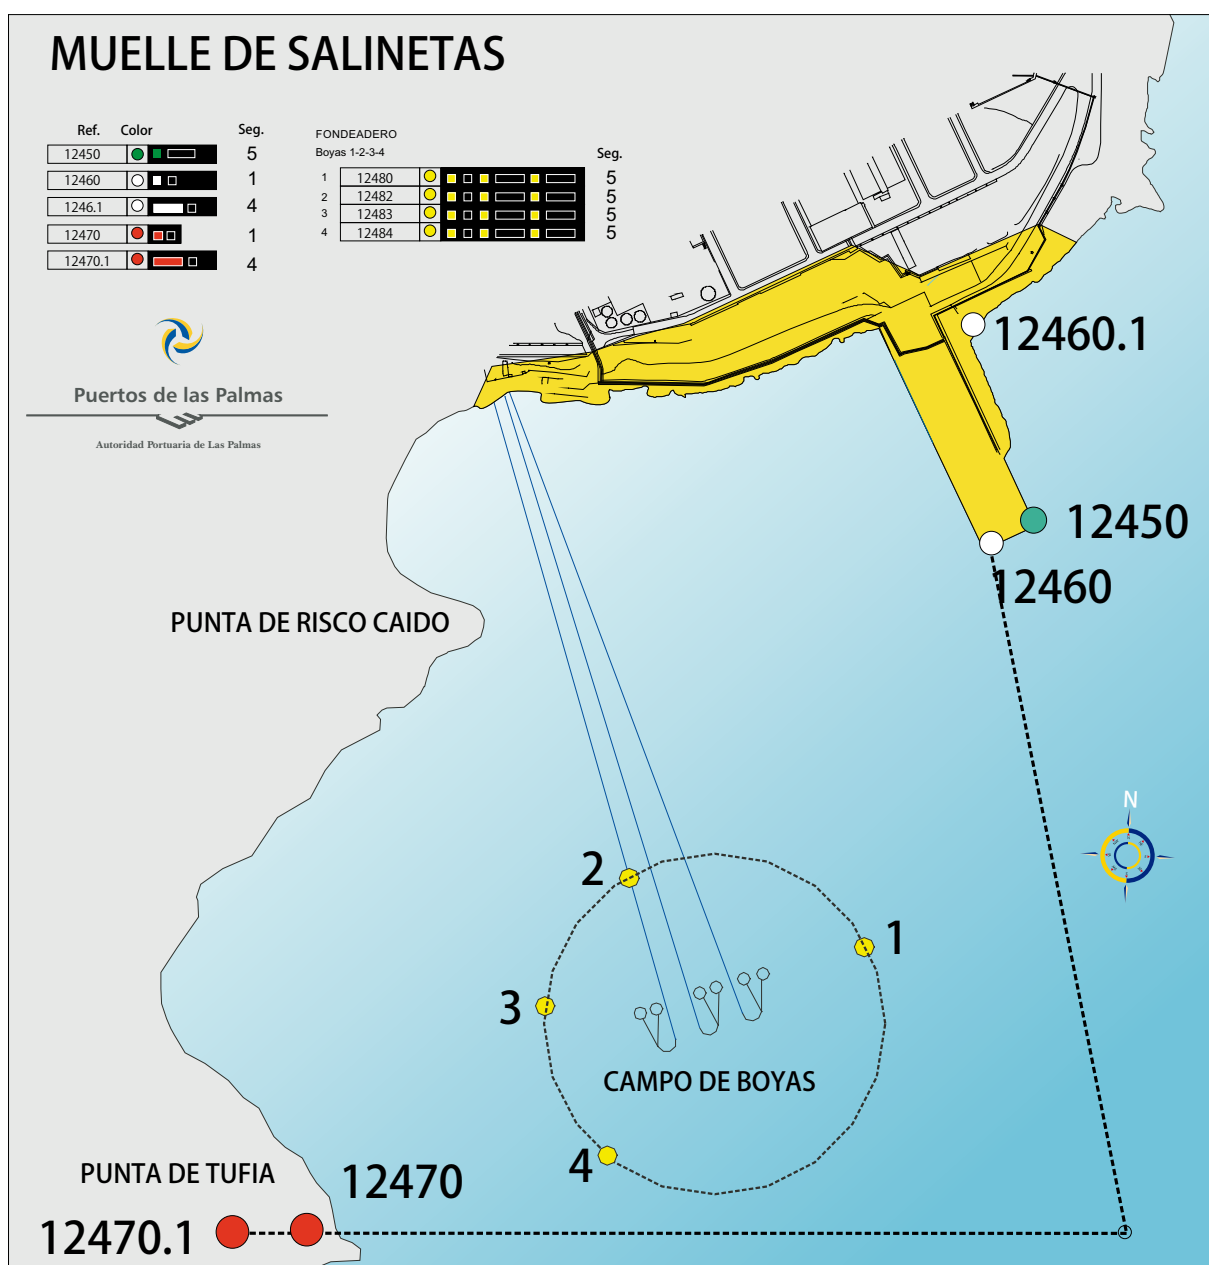 MUELLE DE SALINETAS
Ref. Color Seg.
12450 5
12460 1
1246.1 4
12470 1
12470.1 4
FONDEADERO
Boyas 1-2-3-4
Seg.
1 12480 5
2 12482 5
3 12483 5
4 12484 5
Puertos de las Palmas
Autoridad Portuaria de Las Palmas
12460.1
12450
12460
PUNTA DE RISCO CAIDO
N
2
1
3
CAMPO DE BOYAS
4
PUNTA DE TUFIA
12470
12470.1